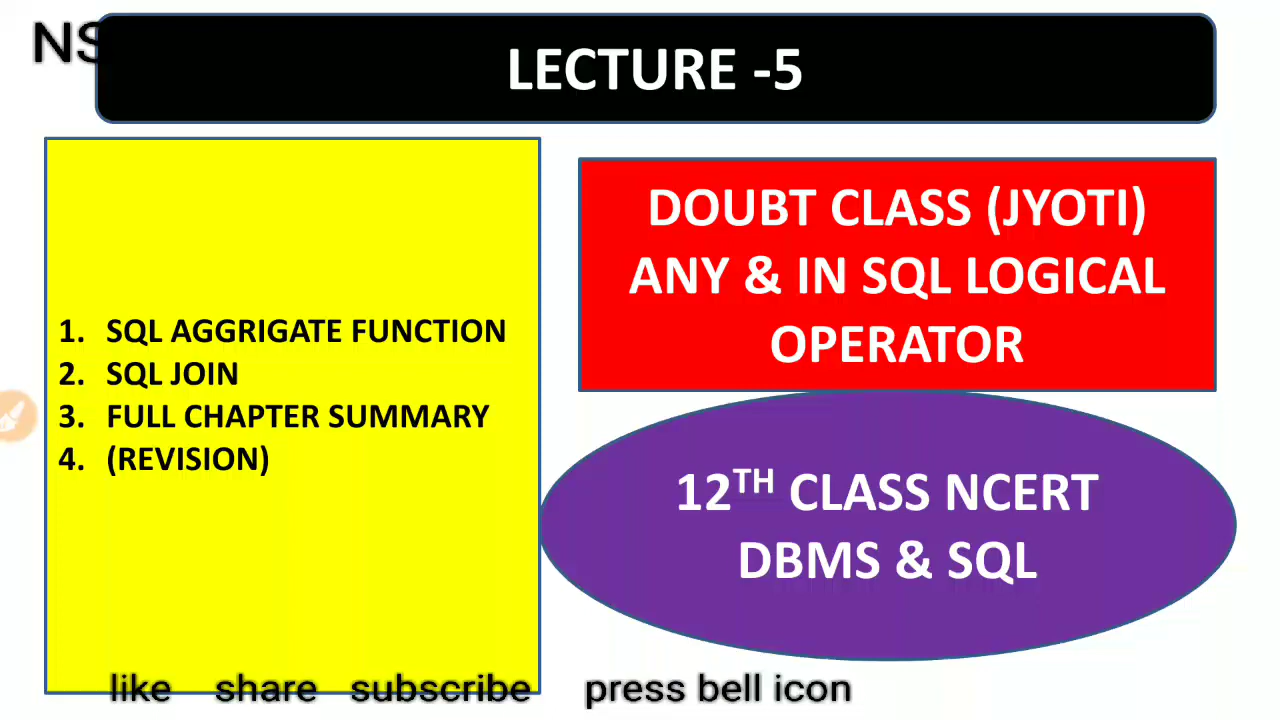 NS
LECTURE -5
1. SQL AGGRIGATE FUNCTION
2. SQL JOIN
3. FULL CHAPTER SUMMARY
4. (REVISION)
DOUBT CLASS (JYOTI)
ANY & IN SQL LOGICAL
OPERATOR
12TH CLASS NCERT
DBMS & SQL
like share subscribe press bell icon